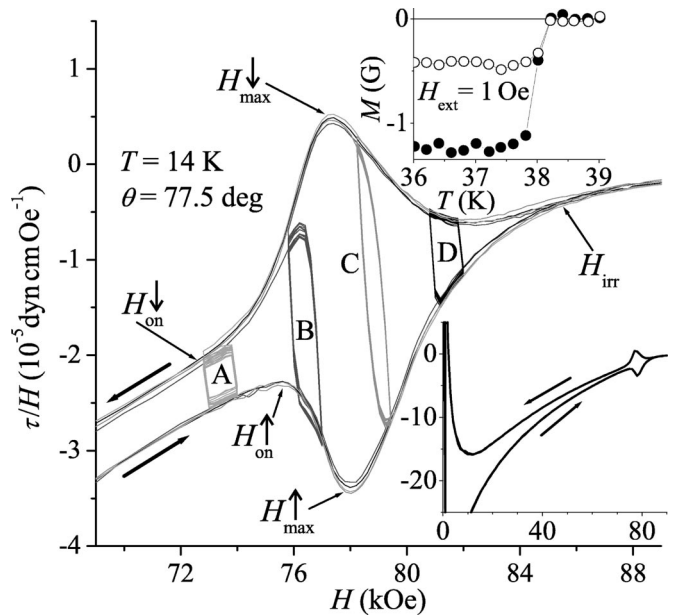 1
0
-1
-2
-3
-4
72
76
80
84
88
H (kOe)
τ/H (10⁻⁵ dyn cm Oe⁻¹)
H↓max
T = 14 K
θ = 77.5 deg
H↓on
A
B
C
D
H↑on
H↑max
Hirr
0
-1
M (G)
Hext = 1 Oe
36
37
38
39
T (K)
0
-10
-20
0
40
80